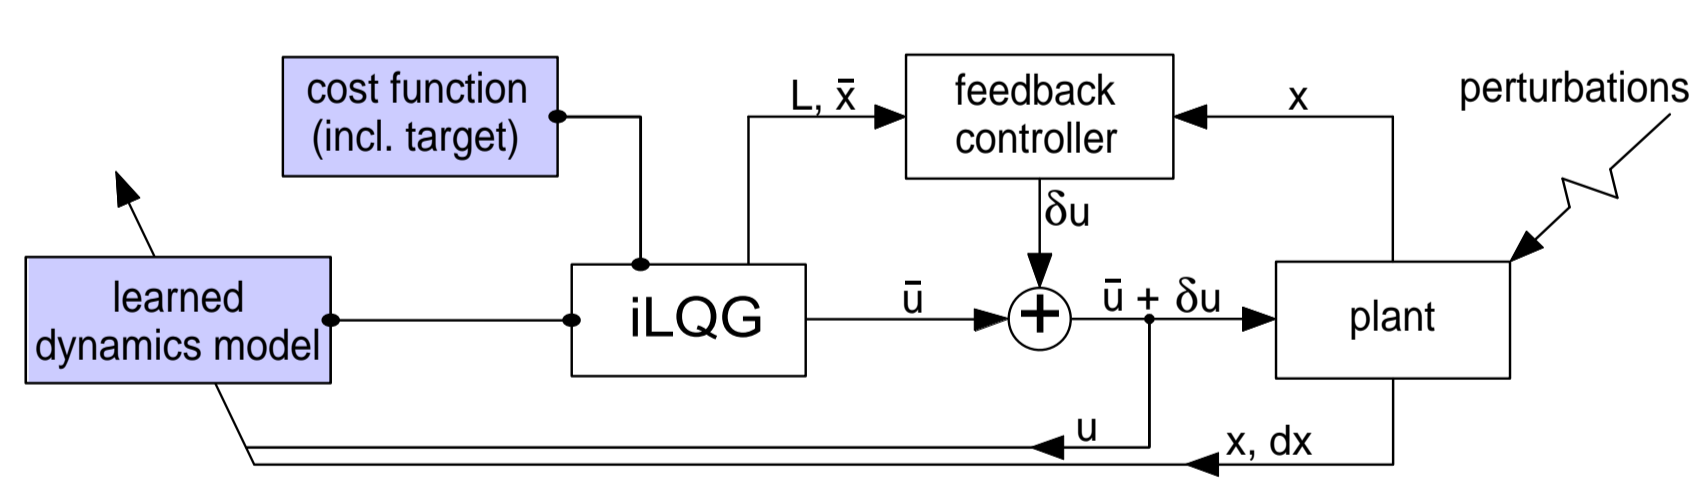 cost function
(incl. target)
L, x̄
feedback
controller
x
perturbations
δu
learned
dynamics model
iLQG
ū
+
ū + δu
plant
u
x, dx